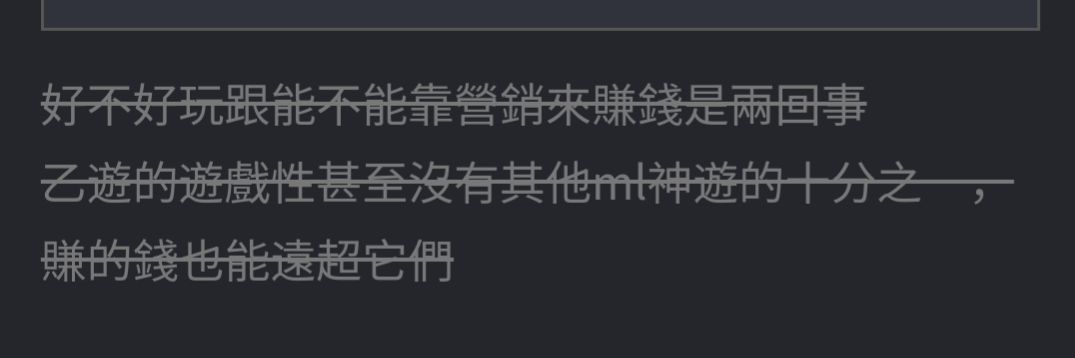 好不好玩跟能不能靠營銷來賺錢是兩回事
乙遊的遊戲性甚至沒有其他ml神遊的十分之一，
賺的錢也能遠超它們